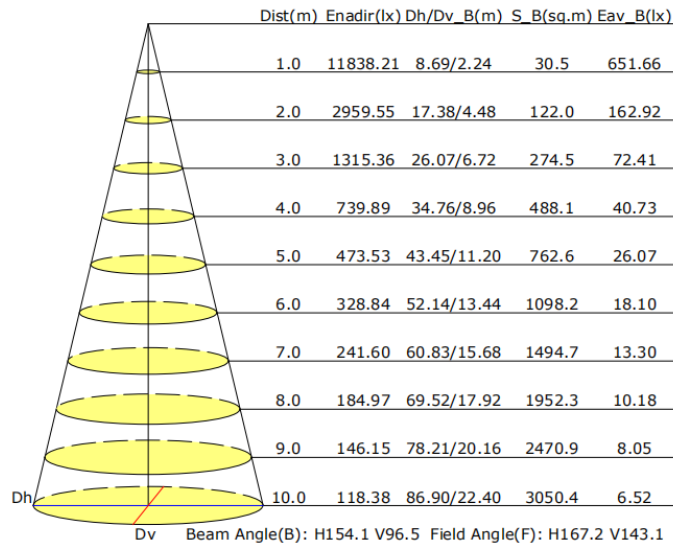 Dist(m) Enadir(lx) Dh/Dv_B(m) S_B(sq.m) Eav_B(lx)
1.0 11838.21 8.69/2.24 30.5 651.66
2.0 2959.55 17.38/4.48 122.0 162.92
3.0 1315.36 26.07/6.72 274.5 72.41
4.0 739.89 34.76/8.96 488.1 40.73
5.0 473.53 43.45/11.20 762.6 26.07
6.0 328.84 52.14/13.44 1098.2 18.10
7.0 241.60 60.83/15.68 1494.7 13.30
8.0 184.97 69.52/17.92 1952.3 10.18
9.0 146.15 78.21/20.16 2470.9 8.05
Dh 10.0 118.38 86.90/22.40 3050.4 6.52
Dv Beam Angle(B): H154.1 V96.5 Field Angle(F): H167.2 V143.1